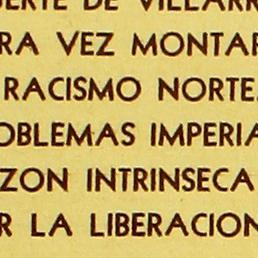 ERTE DE VILLARR
RA VEZ MONTAR
RACISMO NORTE
OBLEMAS IMPERIA
ZON INTRINSECA
R LA LIBERACION